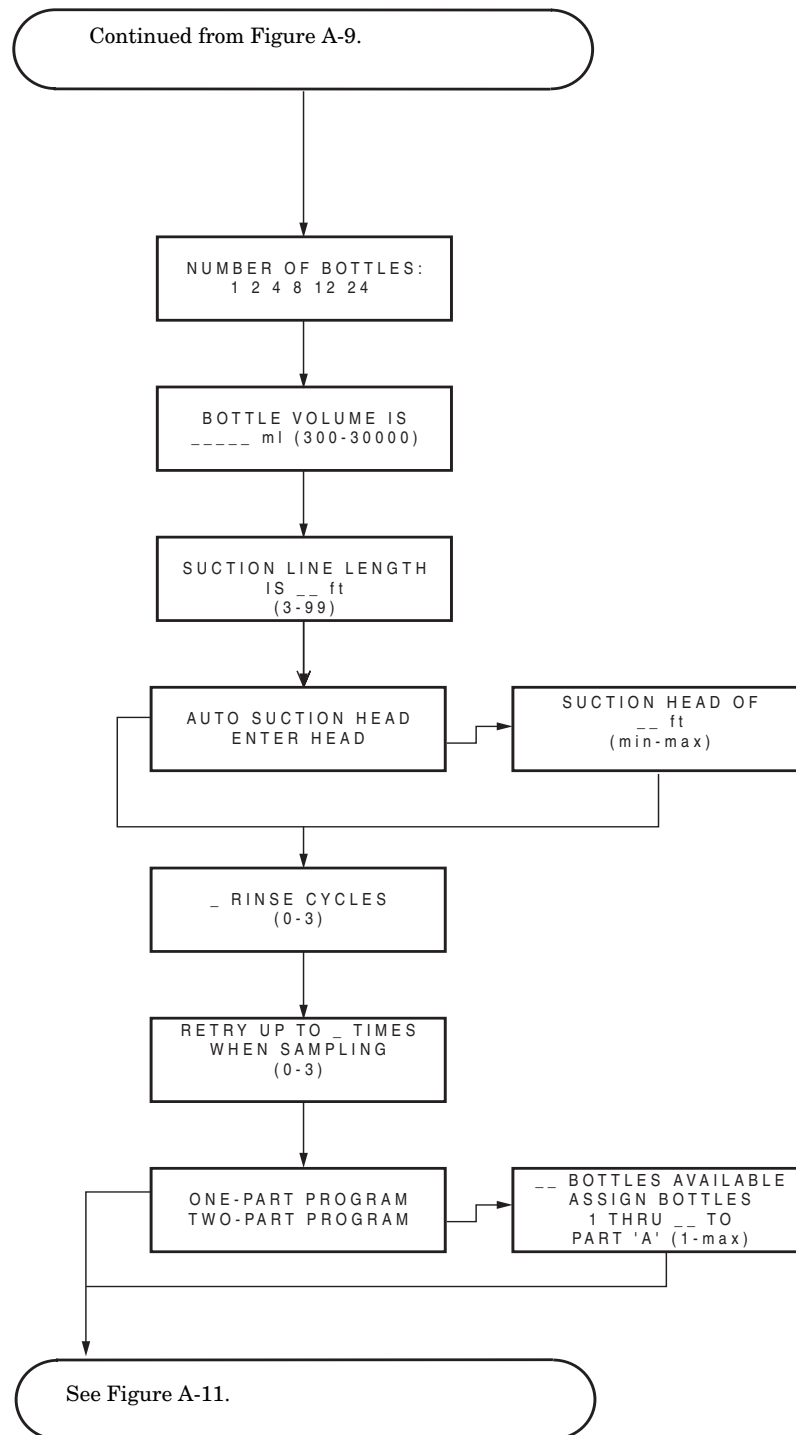 Continued from Figure A-9.
NUMBER OF BOTTLES:
1 2 4 8 12 24
BOTTLE VOLUME IS
_____ ml (300-30000)
SUCTION LINE LENGTH
IS __ ft
(3-99)
AUTO SUCTION HEAD
ENTER HEAD
SUCTION HEAD OF
__ ft
(min-max)
_ RINSE CYCLES
(0-3)
RETRY UP TO _ TIMES
WHEN SAMPLING
(0-3)
ONE-PART PROGRAM
TWO-PART PROGRAM
__ BOTTLES AVAILABLE
ASSIGN BOTTLES
1 THRU __ TO
PART 'A' (1-max)
See Figure A-11.